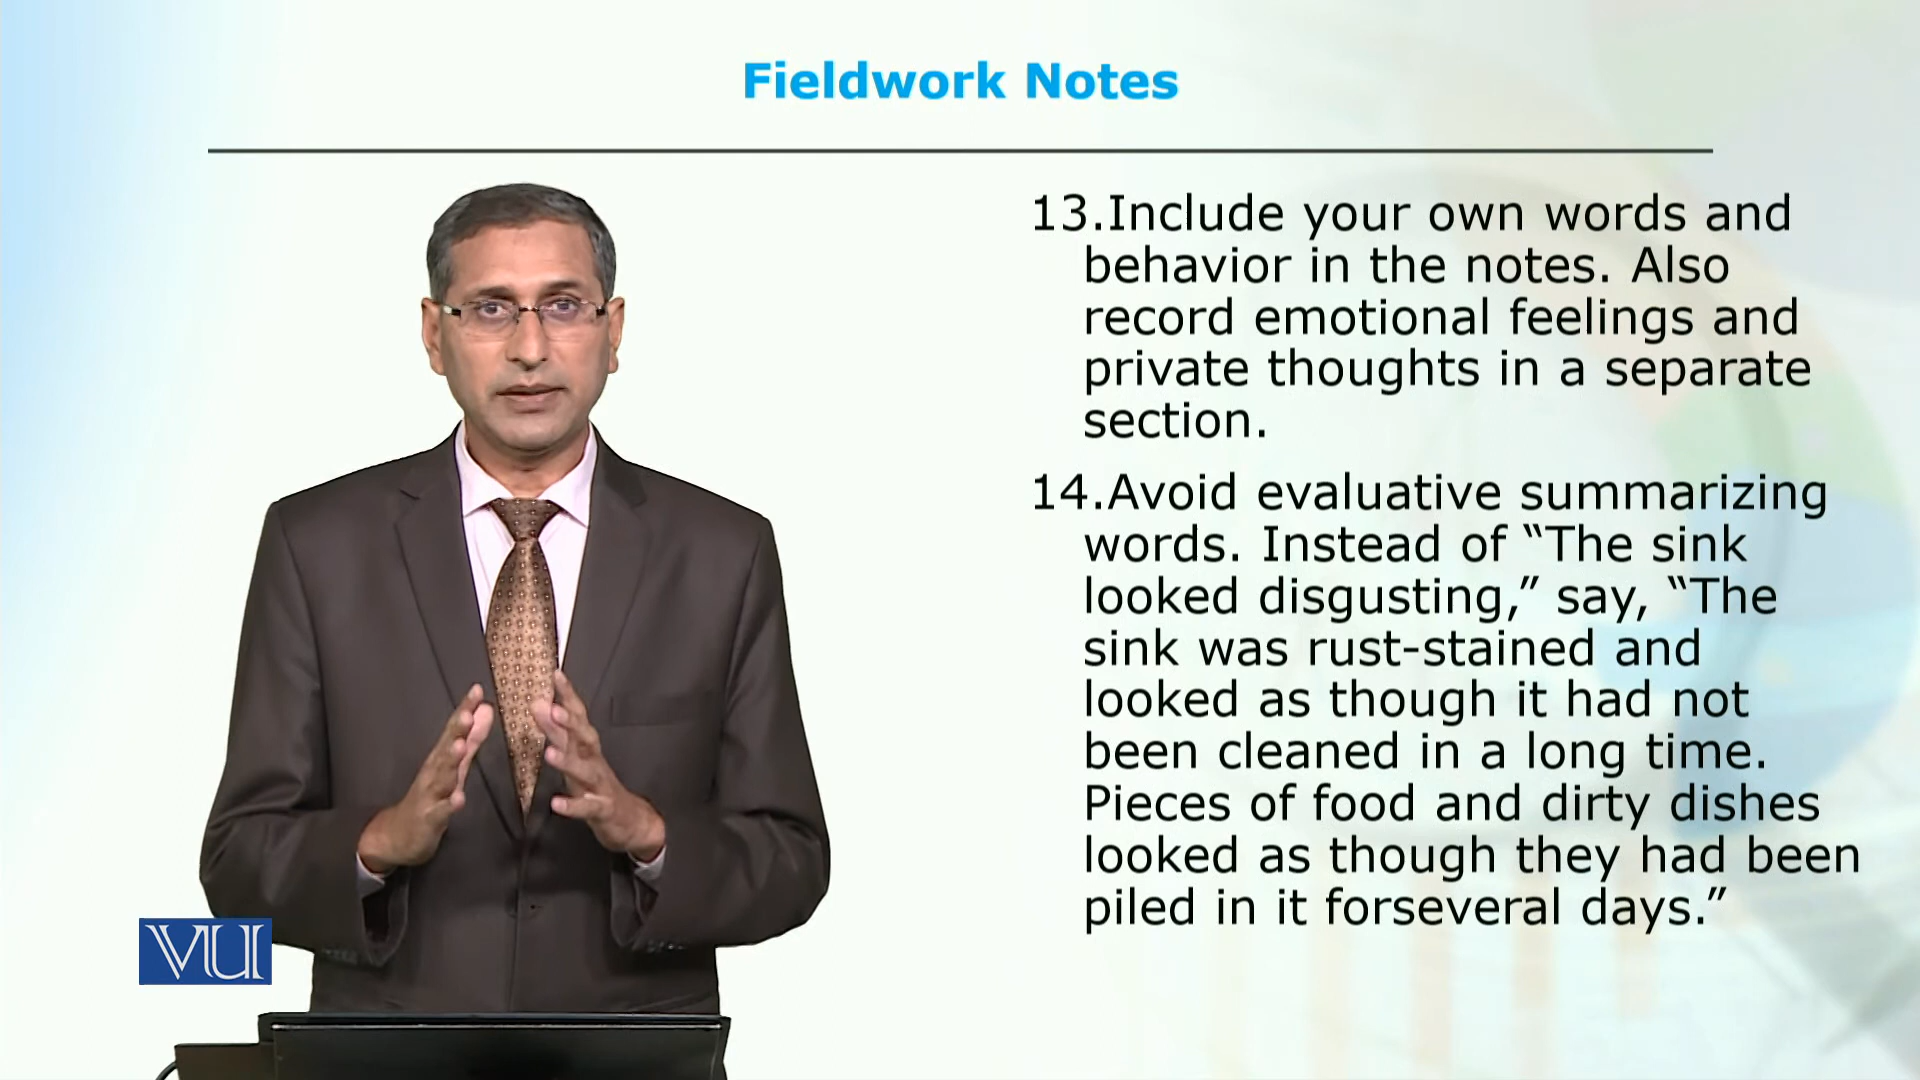 Fieldwork Notes
13.Include your own words and
behavior in the notes. Also
record emotional feelings and
private thoughts in a separate
section.
14.Avoid evaluative summarizing
words. Instead of “The sink
looked disgusting,” say, “The
sink was rust-stained and
looked as though it had not
been cleaned in a long time.
Pieces of food and dirty dishes
looked as though they had been
piled in it forseveral days.”
VU